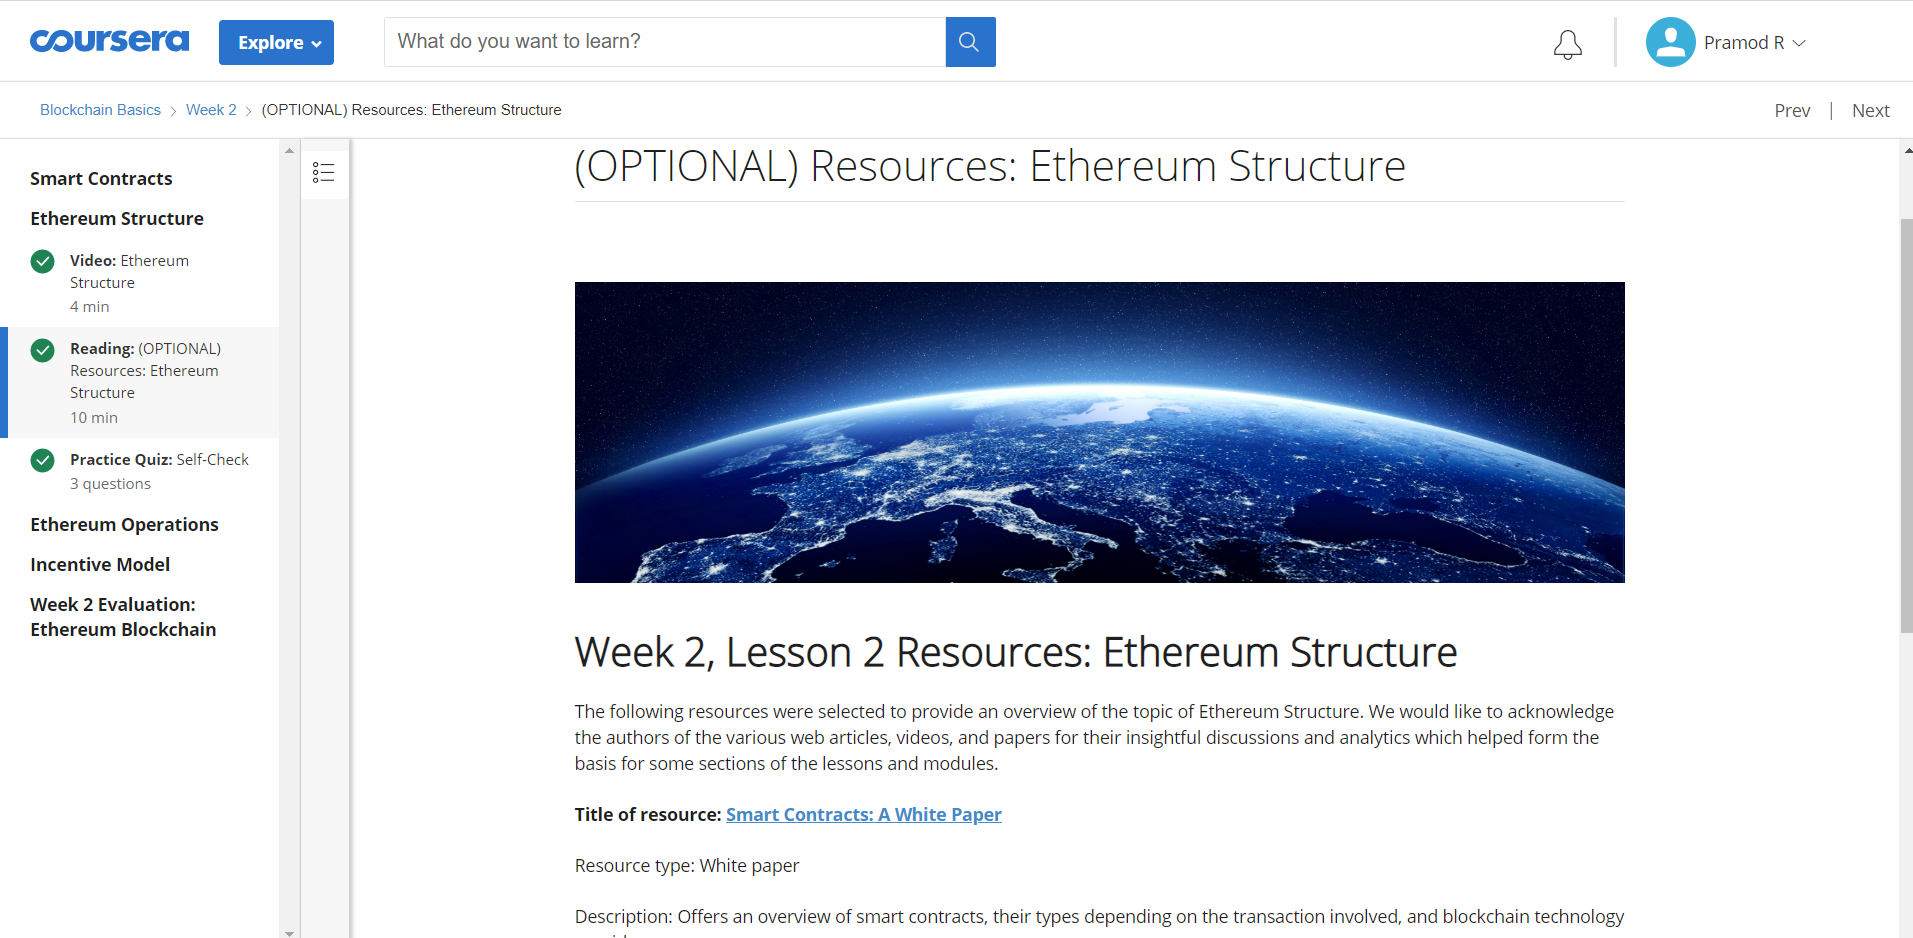 coursera
Explore
What do you want to learn?
Pramod R
Blockchain Basics
Week 2
(OPTIONAL) Resources: Ethereum Structure
Prev | Next
Smart Contracts
Ethereum Structure
Video: Ethereum
Structure
4 min
Reading: (OPTIONAL)
Resources: Ethereum
Structure
10 min
Practice Quiz: Self-Check
3 questions
Ethereum Operations
Incentive Model
Week 2 Evaluation:
Ethereum Blockchain
(OPTIONAL) Resources: Ethereum Structure
Week 2, Lesson 2 Resources: Ethereum Structure
The following resources were selected to provide an overview of the topic of Ethereum Structure. We would like to acknowledge
the authors of the various web articles, videos, and papers for their insightful discussions and analytics which helped form the
basis for some sections of the lessons and modules.
Title of resource: Smart Contracts: A White Paper
Resource type: White paper
Description: Offers an overview of smart contracts, their types depending on the transaction involved, and blockchain technology